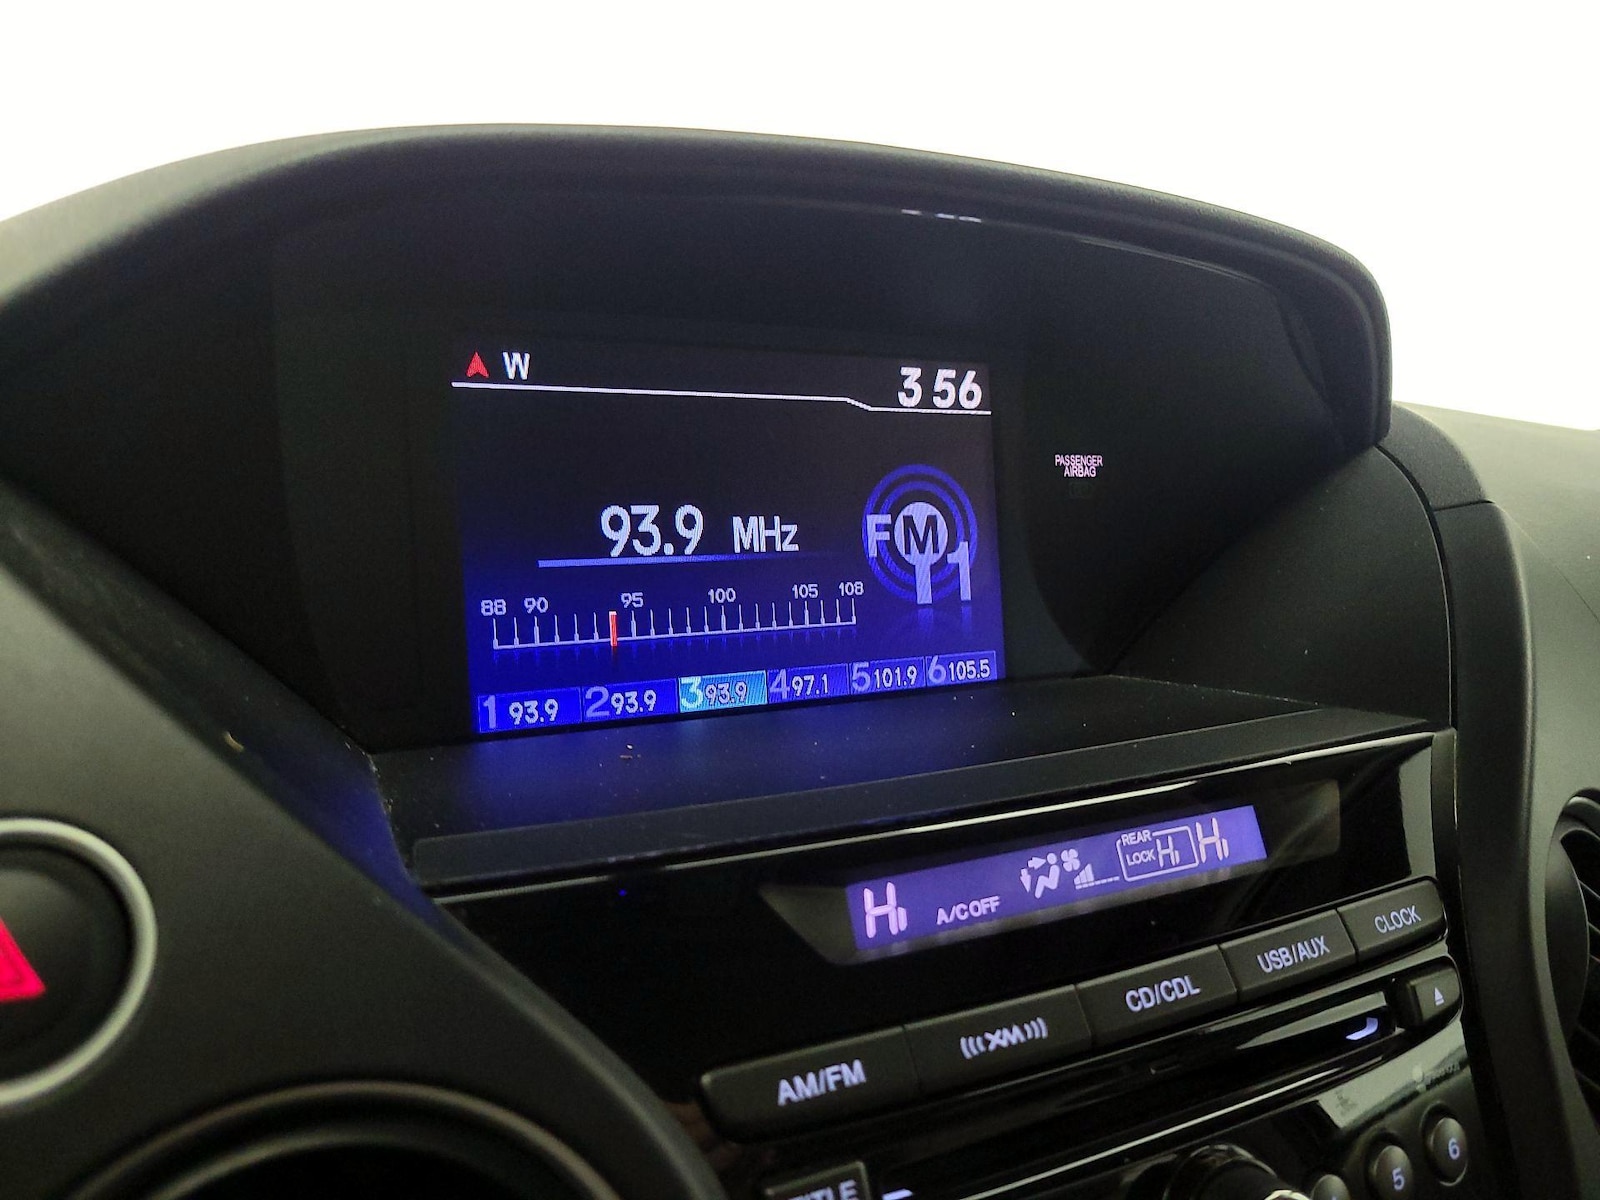 W
3 56
93.9 MHz
FM 1
88 90 95 100 105 108
1 93.9 2 93.9 3 93.9 4 97.1 5 101.9 6 105.5
PASSENGER
AIRBAG
Hi A/C OFF REAR LOCK Hi Hi
AM/FM
(((XM)))
CD/CDL
USB/AUX
CLOCK
TITLE
5
6